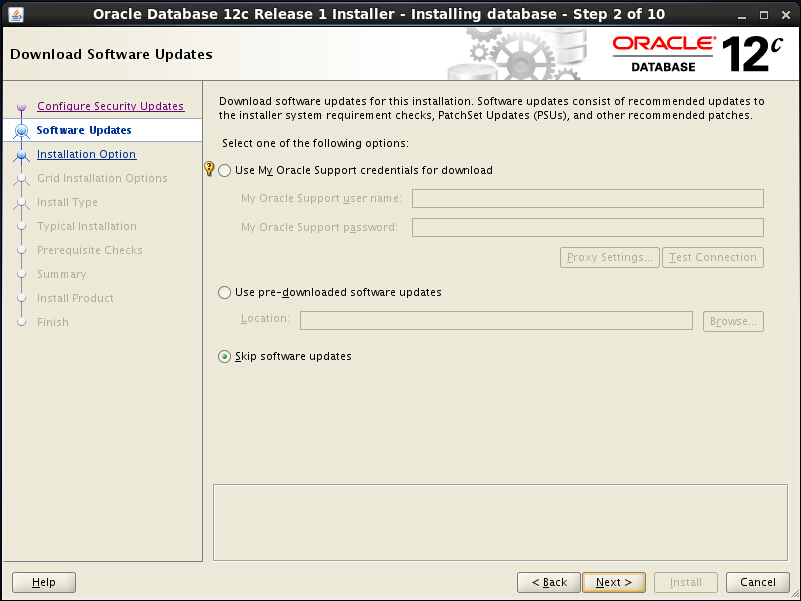 Oracle Database 12c Release 1 Installer - Installing database - Step 2 of 10
Download Software Updates
ORACLE®
DATABASE
12c
Configure Security Updates
Software Updates
Installation Option
Grid Installation Options
Install Type
Typical Installation
Prerequisite Checks
Summary
Install Product
Finish
Download software updates for this installation. Software updates consist of recommended updates to
the installer system requirement checks, PatchSet Updates (PSUs), and other recommended patches.
Select one of the following options:
Use My Oracle Support credentials for download
My Oracle Support user name:
My Oracle Support password:
Proxy Settings... Test Connection
Use pre-downloaded software updates
Location: Browse...
Skip software updates
Help < Back Next > Install Cancel